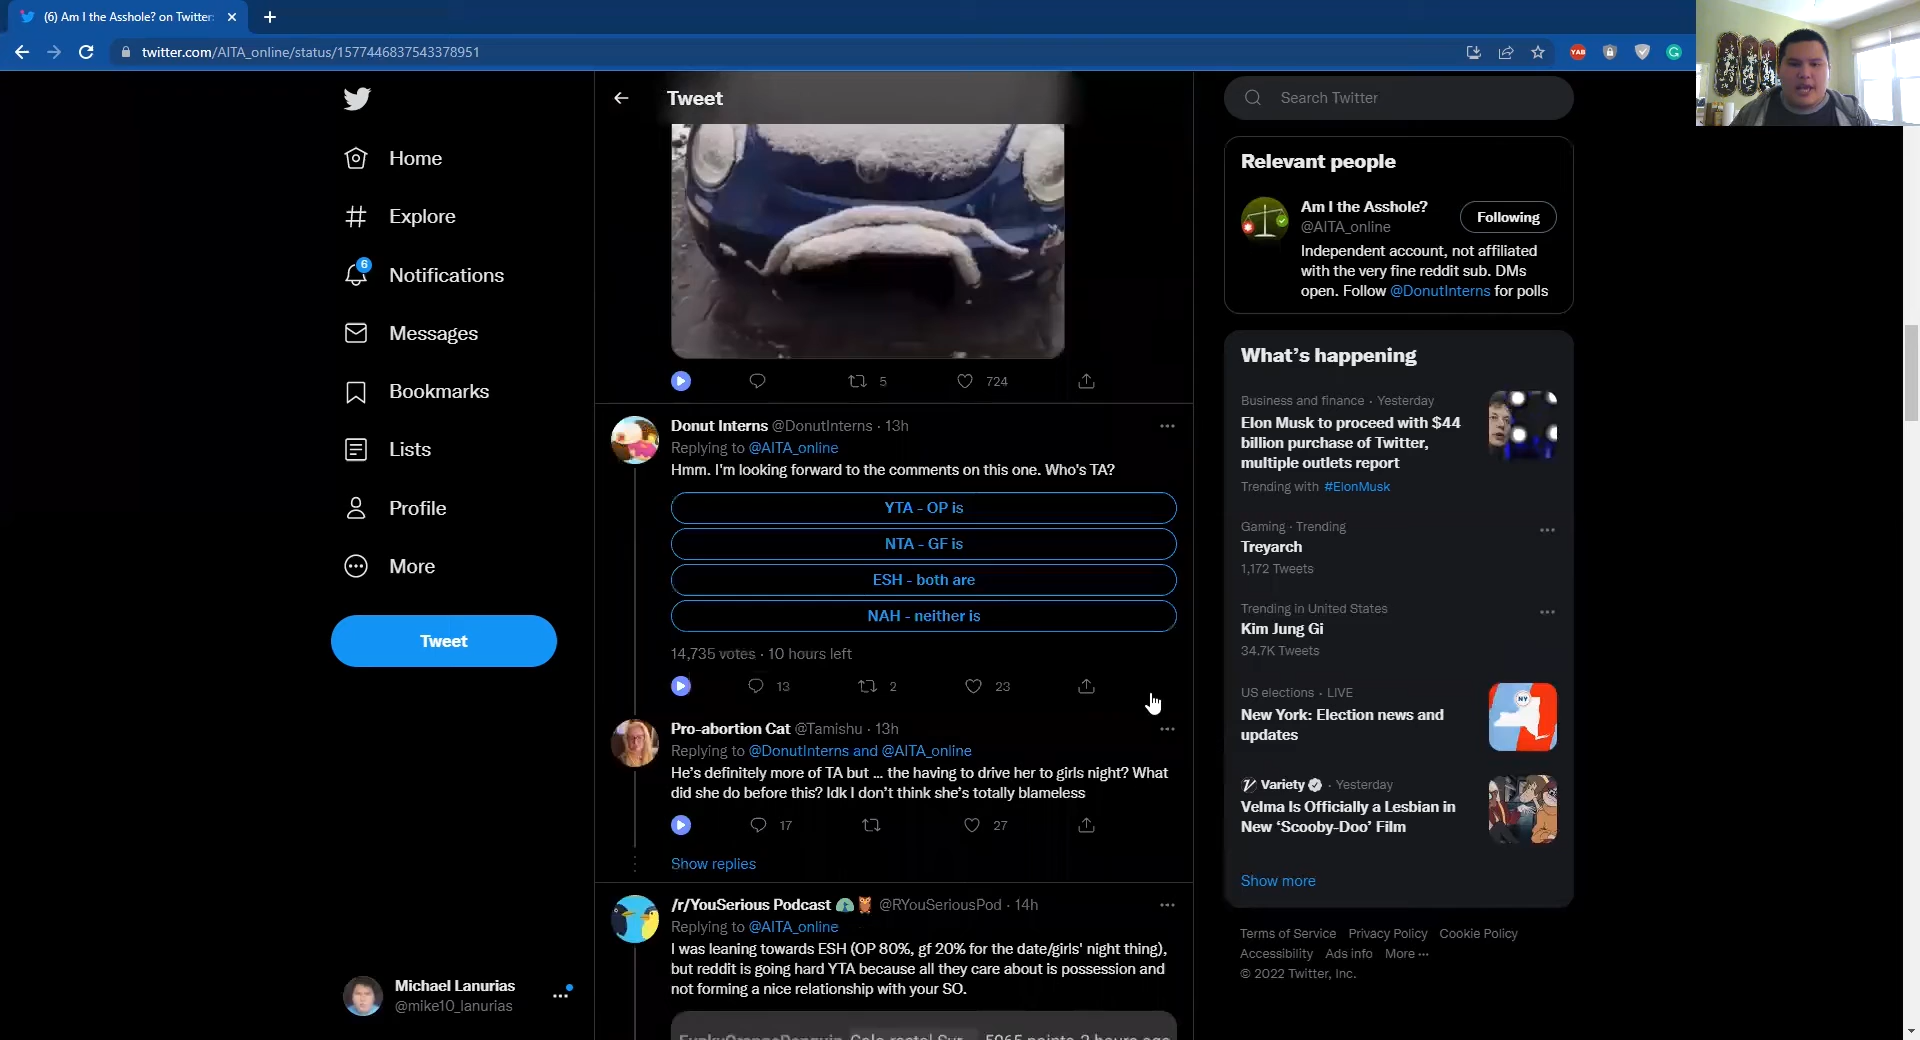 (6) Am I the Asshole? on Twitter:
twitter.com/AITA_online/status/1577446837543378951
YAB
Home
Explore
6
Notifications
Messages
Bookmarks
Lists
Profile
More
Tweet
Michael Lanurias
@mike10_lanurias
Tweet
5
724
Donut Interns @DonutInterns · 13h
Replying to @AITA_online
Hmm. I'm looking forward to the comments on this one. Who's TA?
YTA - OP is
NTA - GF is
ESH - both are
NAH - neither is
14,735 votes · 10 hours left
13
2
23
Pro-abortion Cat @Tamishu · 13h
Replying to @DonutInterns and @AITA_online
He's definitely more of TA but ... the having to drive her to girls night? What
did she do before this? Idk I don't think she's totally blameless
17
27
Show replies
/r/YouSerious Podcast @RYouSeriousPod · 14h
Replying to @AITA_online
I was leaning towards ESH (OP 80%, gf 20% for the date/girls' night thing),
but reddit is going hard YTA because all they care about is possession and
not forming a nice relationship with your SO.
Search Twitter
Relevant people
Am I the Asshole?
@AITA_online
Following
Independent account, not affiliated
with the very fine reddit sub. DMs
open. Follow @DonutInterns for polls
What's happening
Business and finance · Yesterday
Elon Musk to proceed with $44
billion purchase of Twitter,
multiple outlets report
Trending with #ElonMusk
Gaming · Trending
Treyarch
1,172 Tweets
Trending in United States
Kim Jung Gi
34.7K Tweets
US elections · LIVE
New York: Election news and
updates
NY
Variety · Yesterday
Velma Is Officially a Lesbian in
New 'Scooby-Doo' Film
Show more
Terms of Service Privacy Policy Cookie Policy
Accessibility Ads info More ···
© 2022 Twitter, Inc.